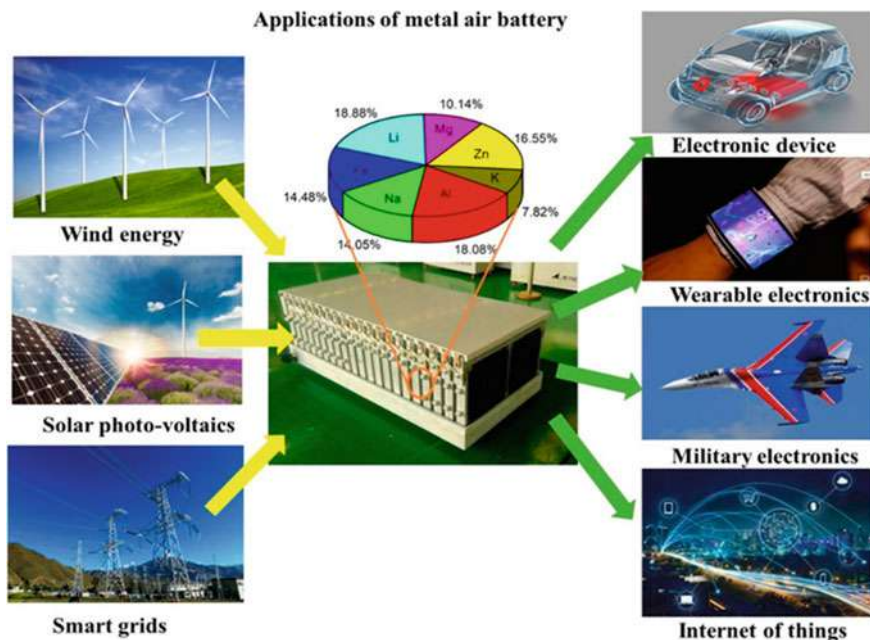 Applications of metal air battery
18.88%
10.14%
Li
Mg
16.55%
Zn
K
Na
Al
14.48%
7.82%
14.05%
18.08%
Wind energy
Solar photo-voltaics
Smart grids
Electronic device
Wearable electronics
Military electronics
Internet of things